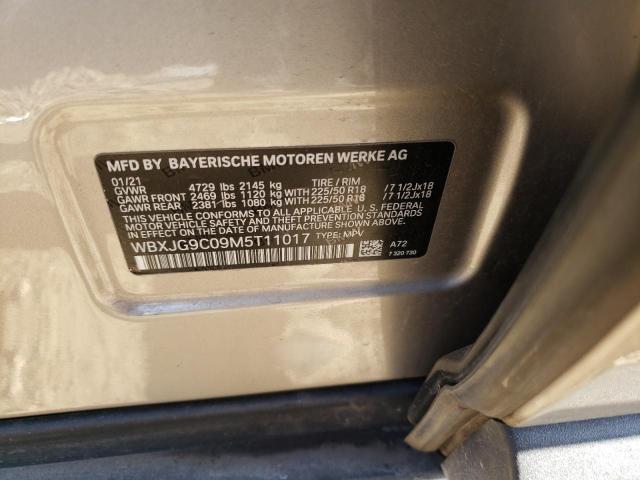 MFD BY BAYERISCHE MOTOREN WERKE AG
01/21
GVWR 4729 lbs 2145 kg TIRE / RIM
GAWR FRONT 2469 lbs 1120 kg WITH 225/50 R18 /7 1/2Jx18
GAWR REAR 2381 lbs 1080 kg WITH 225/50 R18 /7 1/2Jx18
THIS VEHICLE CONFORMS TO ALL APPLICABLE U.S. FEDERAL
MOTOR VEHICLE SAFETY STANDARDS IN EFFECT
ON THE DATE OF MANUFACTURE SHOWN ABOVE.
WBXJG9C09M5T11017 TYPE: MPV A72
7 320 730